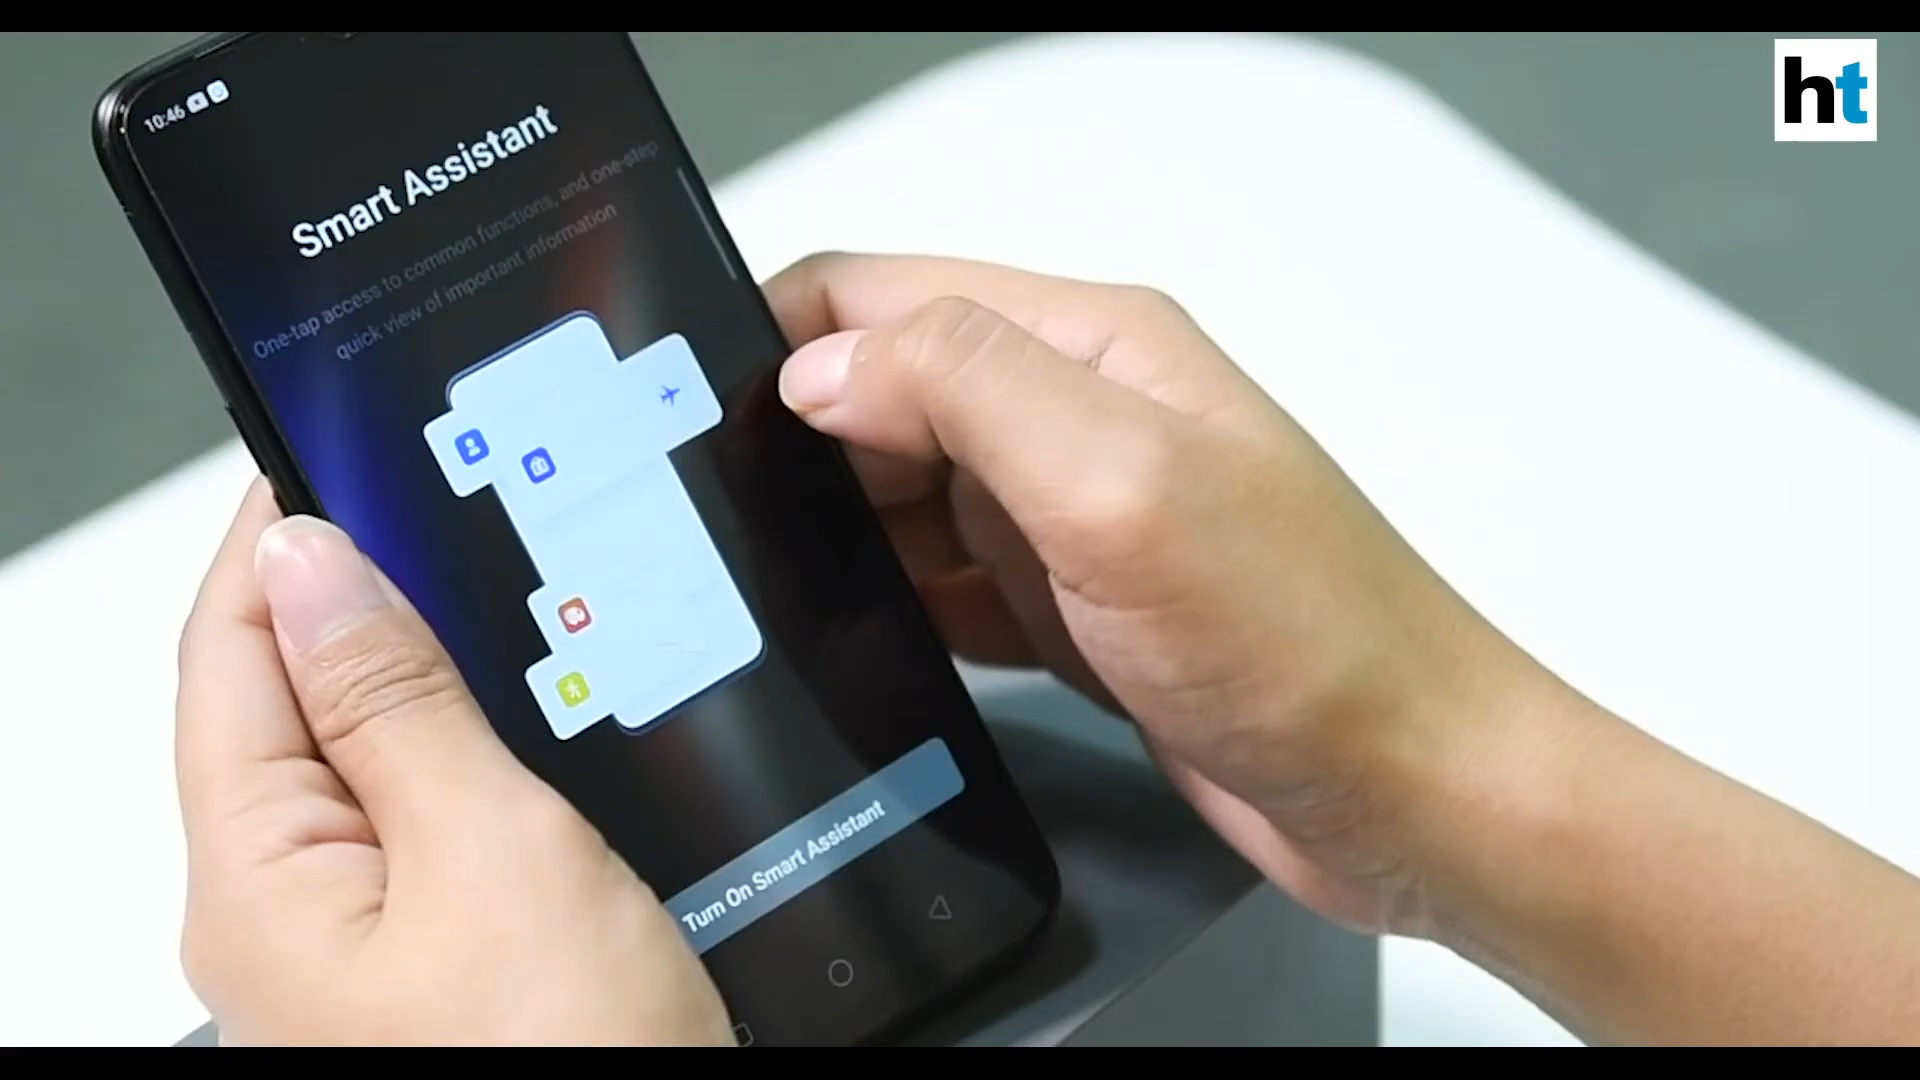 ht
10:46
Smart Assistant
One-tap access to common functions, and one-step
quick view of important information
Turn On Smart Assistant